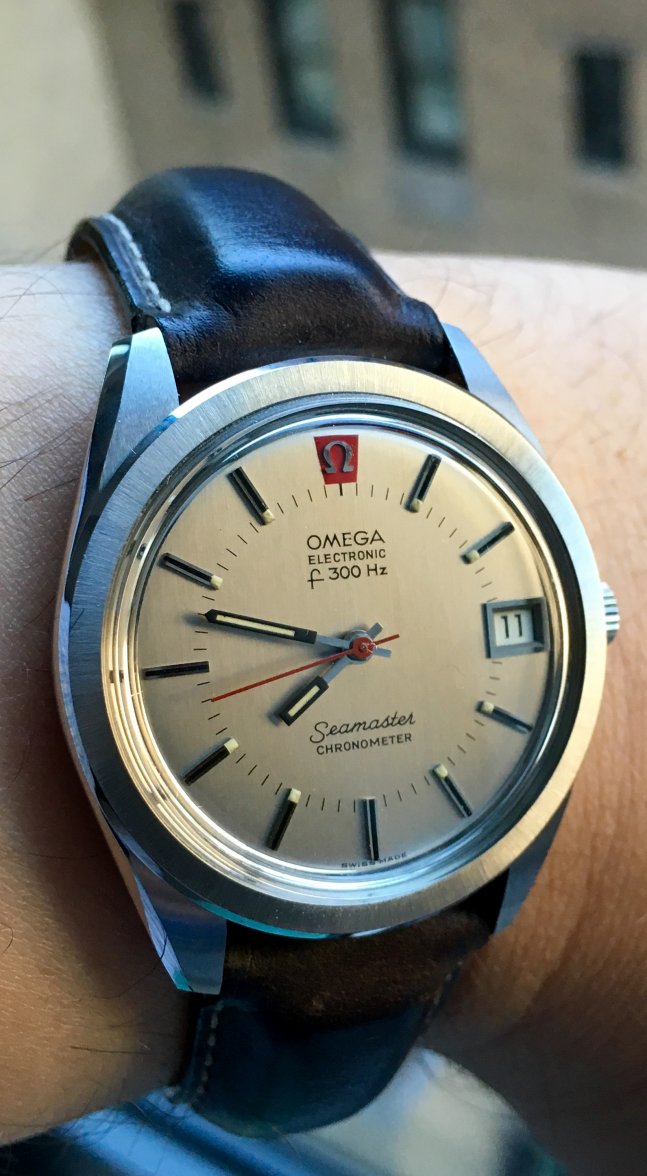 Ω
OMEGA
ELECTRONIC
f 300 Hz
11
Seamaster
CHRONOMETER
SWISS MADE